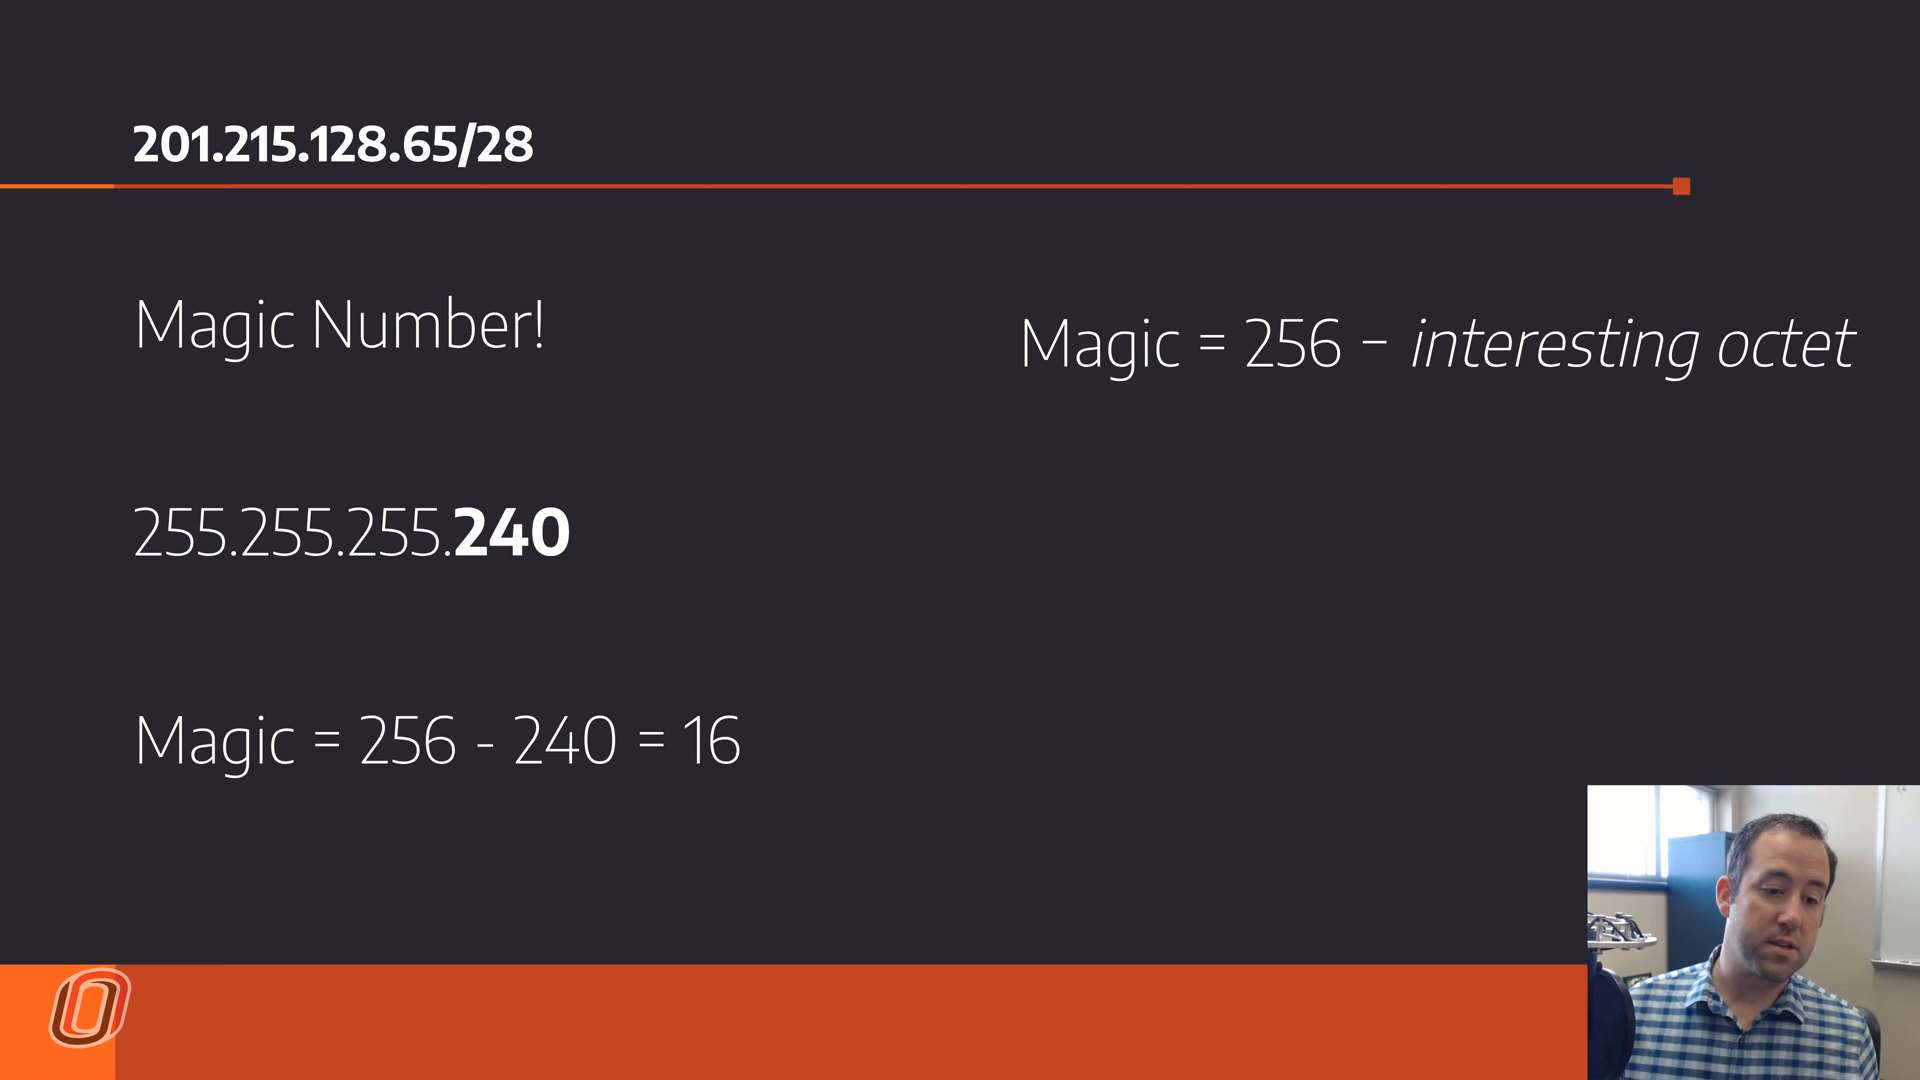 201.215.128.65/28
Magic Number!
Magic = 256 – interesting octet
255.255.255.240
Magic = 256 - 240 = 16